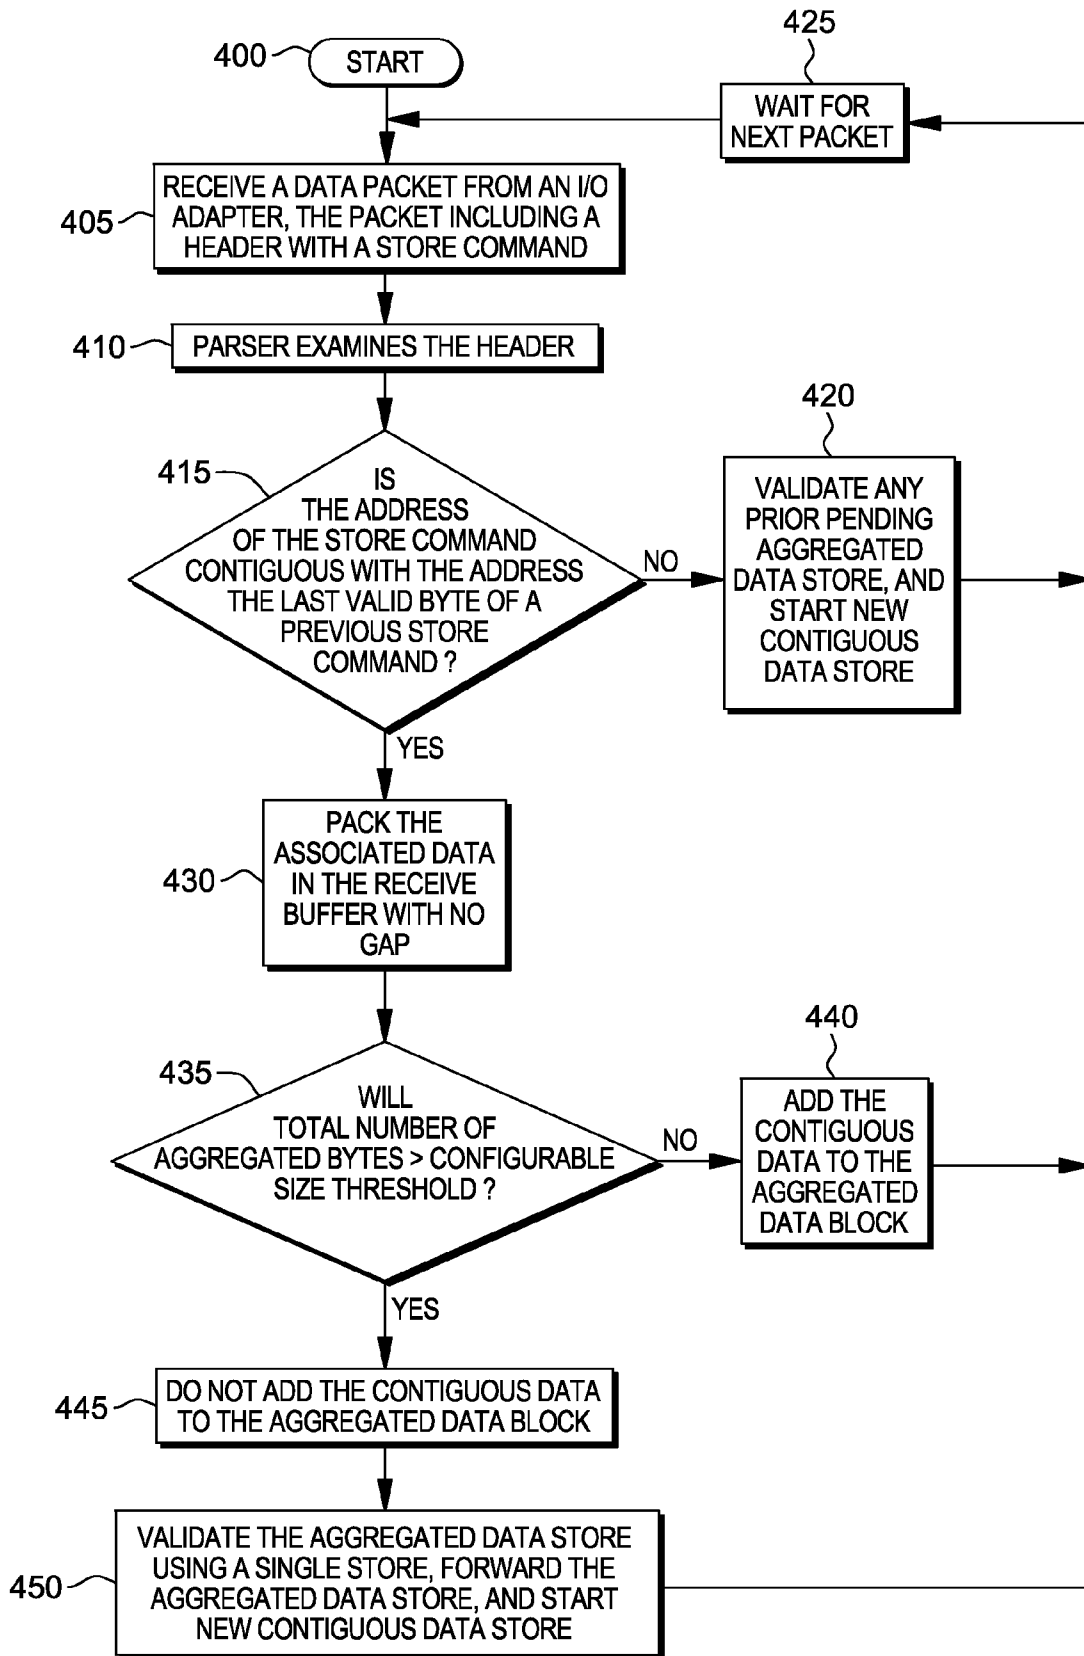 400
START
425
WAIT FOR
NEXT PACKET
405
RECEIVE A DATA PACKET FROM AN I/O
ADAPTER, THE PACKET INCLUDING A
HEADER WITH A STORE COMMAND
410
PARSER EXAMINES THE HEADER
415
IS
THE ADDRESS
OF THE STORE COMMAND
CONTIGUOUS WITH THE ADDRESS
THE LAST VALID BYTE OF A
PREVIOUS STORE
COMMAND ?
NO
420
VALIDATE ANY
PRIOR PENDING
AGGREGATED
DATA STORE, AND
START NEW
CONTIGUOUS
DATA STORE
YES
430
PACK THE
ASSOCIATED DATA
IN THE RECEIVE
BUFFER WITH NO
GAP
435
WILL
TOTAL NUMBER OF
AGGREGATED BYTES > CONFIGURABLE
SIZE THRESHOLD ?
NO
440
ADD THE
CONTIGUOUS
DATA TO THE
AGGREGATED
DATA BLOCK
YES
445
DO NOT ADD THE CONTIGUOUS DATA
TO THE AGGREGATED DATA BLOCK
450
VALIDATE THE AGGREGATED DATA STORE
USING A SINGLE STORE, FORWARD THE
AGGREGATED DATA STORE, AND START
NEW CONTIGUOUS DATA STORE